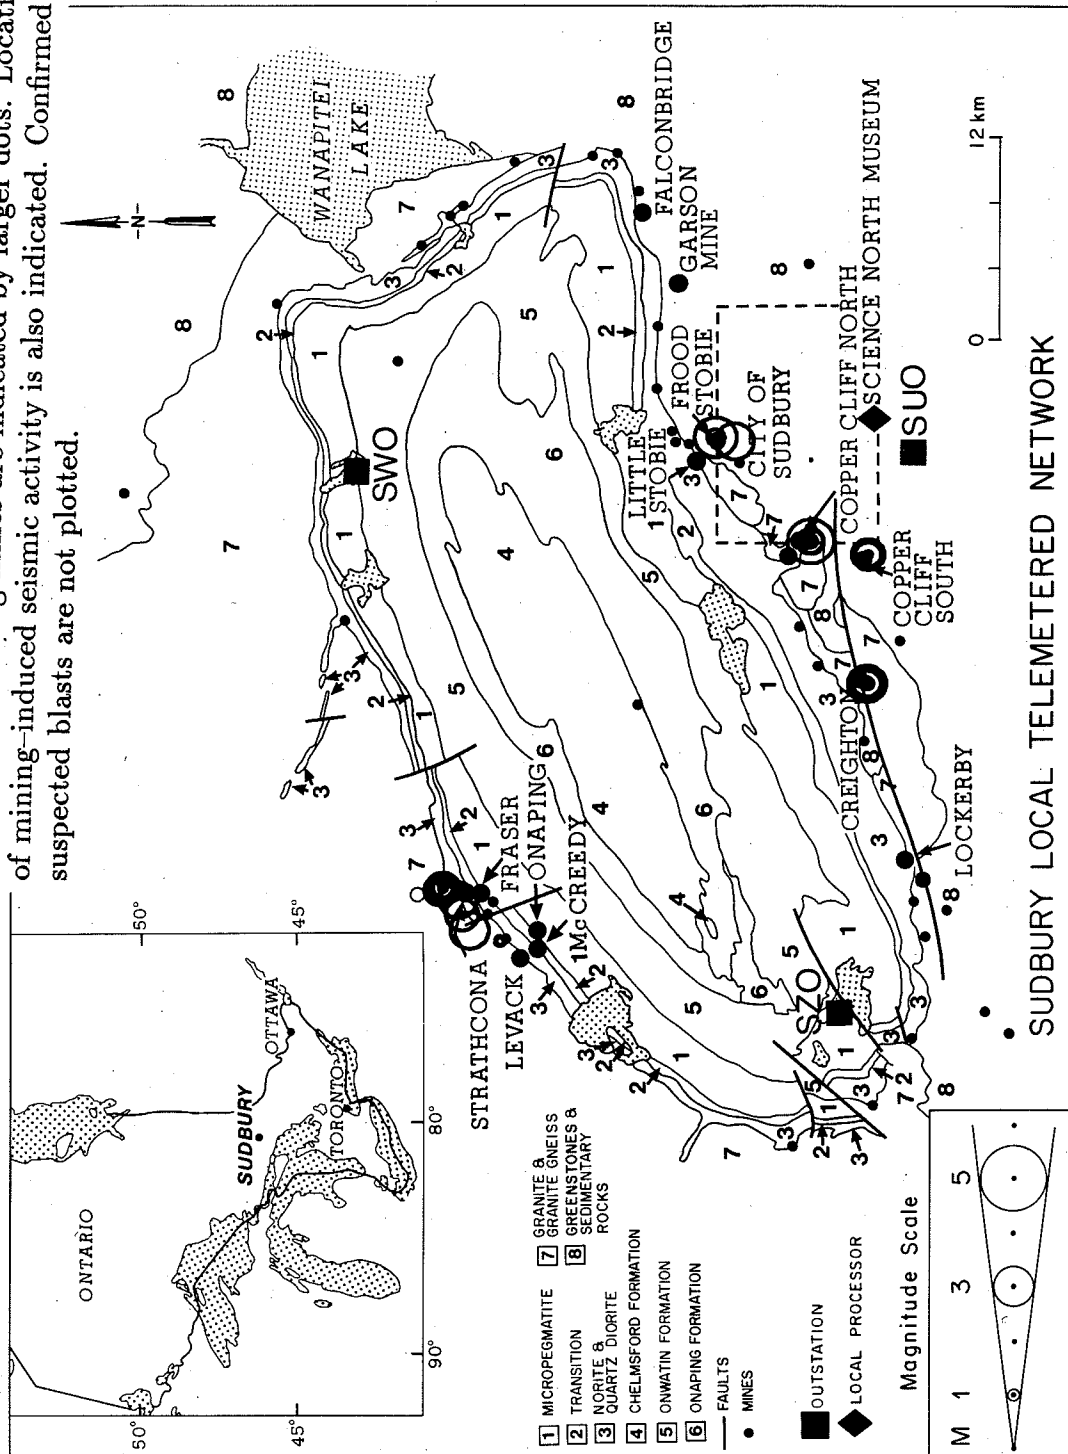 of mining–induced seismic activity is also indicated. Confirmed
suspected blasts are not plotted.
ONTARIO
SUDBURY
OTTAWA
TORONTO
50°
45°
50°
45°
90°
80°
-N-
WANAPITEI
LAKE
SWO
STRATHCONA
LEVACK
FRASER
ONAPING
McCREEDY
FALCONBRIDGE
GARSON
MINE
FROOD
STOBIE
LITTLE
STOBIE
CITY OF
SUDBURY
COPPER CLIFF NORTH
SCIENCE NORTH MUSEUM
SUO
COPPER
CLIFF
SOUTH
CREIGHTON
LOCKERBY
SZO
0 12 km
1 MICROPEGMATITE
2 TRANSITION
3 NORITE &
QUARTZ DIORITE
4 CHELMSFORD FORMATION
5 ONWATIN FORMATION
6 ONAPING FORMATION
7 GRANITE &
GRANITE GNEISS
8 GREENSTONES &
SEDIMENTARY
ROCKS
FAULTS
MINES
OUTSTATION
LOCAL PROCESSOR
Magnitude Scale
M 1 3 5
SUDBURY LOCAL TELEMETERED NETWORK